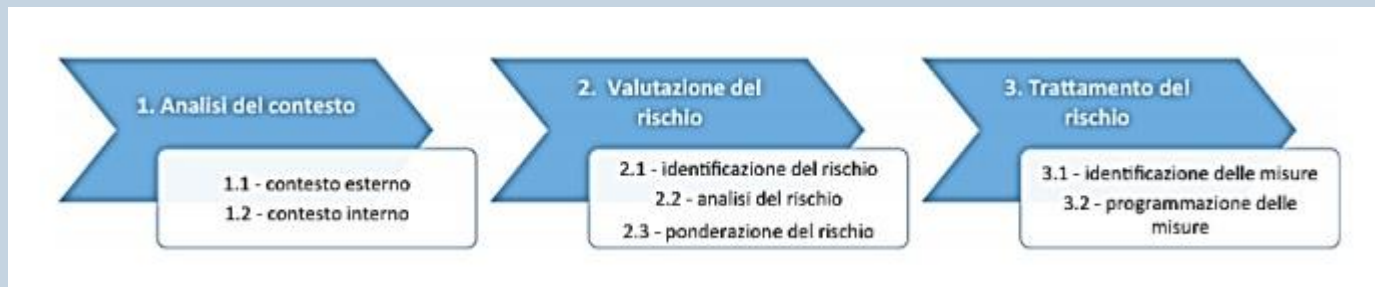 1. Analisi del contesto
1.1 - contesto esterno
1.2 - contesto interno
2. Valutazione del
rischio
2.1 - identificazione del rischio
2.2 - analisi del rischio
2.3 - ponderazione del rischio
3. Trattamento del
rischio
3.1 - identificazione delle misure
3.2 - programmazione delle
misure